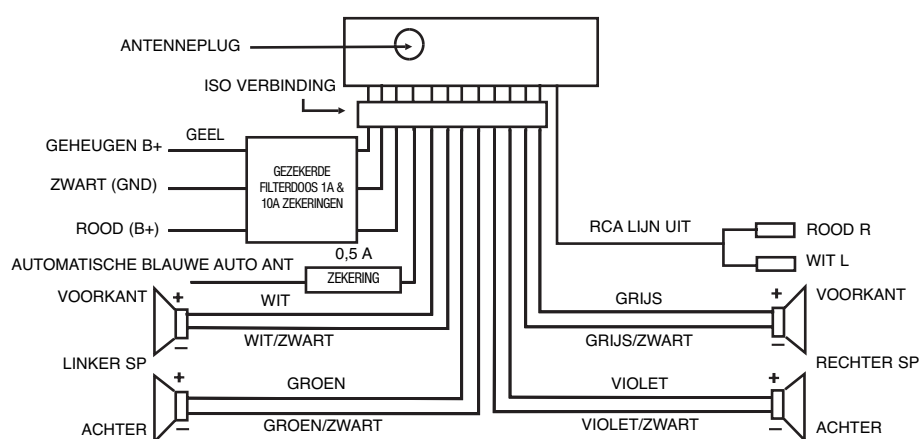 ANTENNEPLUG
ISO VERBINDING
GEHEUGEN B+
GEEL
ZWART (GND)
ROOD (B+)
GEZEKERDE
FILTERDOOS 1A &
10A ZEKERINGEN
RCA LIJN UIT
ROOD R
WIT L
0,5 A
AUTOMATISCHE BLAUWE AUTO ANT
ZEKERING
VOORKANT
+
WIT
WIT/ZWART
–
LINKER SP
+
GROEN
GROEN/ZWART
–
ACHTER
GRIJS
GRIJS/ZWART
+
VOORKANT
–
RECHTER SP
VIOLET
VIOLET/ZWART
+
–
ACHTER